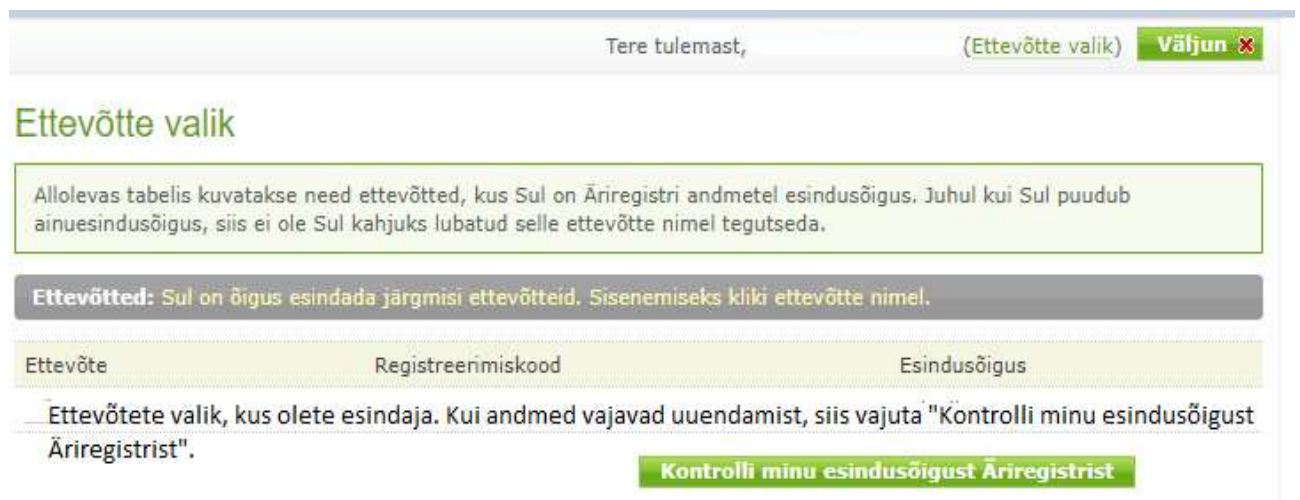 Tere tulemast, (Ettevõtte valik) Väljun
Ettevõtte valik
Allolevas tabelis kuvatakse need ettevõtted, kus Sul on Äriregistri andmetel esindusõigus. Juhul kui Sul puudub
ainuesindusõigus, siis ei ole Sul kahjuks lubatud selle ettevõtte nimel tegutseda.
Ettevõtted: Sul on õigus esindada järgmisi ettevõtteid. Sisenemiseks kliki ettevõtte nimel.
Ettevõte Registreerimiskood Esindusõigus
Ettevõtete valik, kus olete esindaja. Kui andmed vajavad uuendamist, siis vajuta "Kontrolli minu esindusõigust
Äriregistrist".
Kontrolli minu esindusõigust Äriregistrist